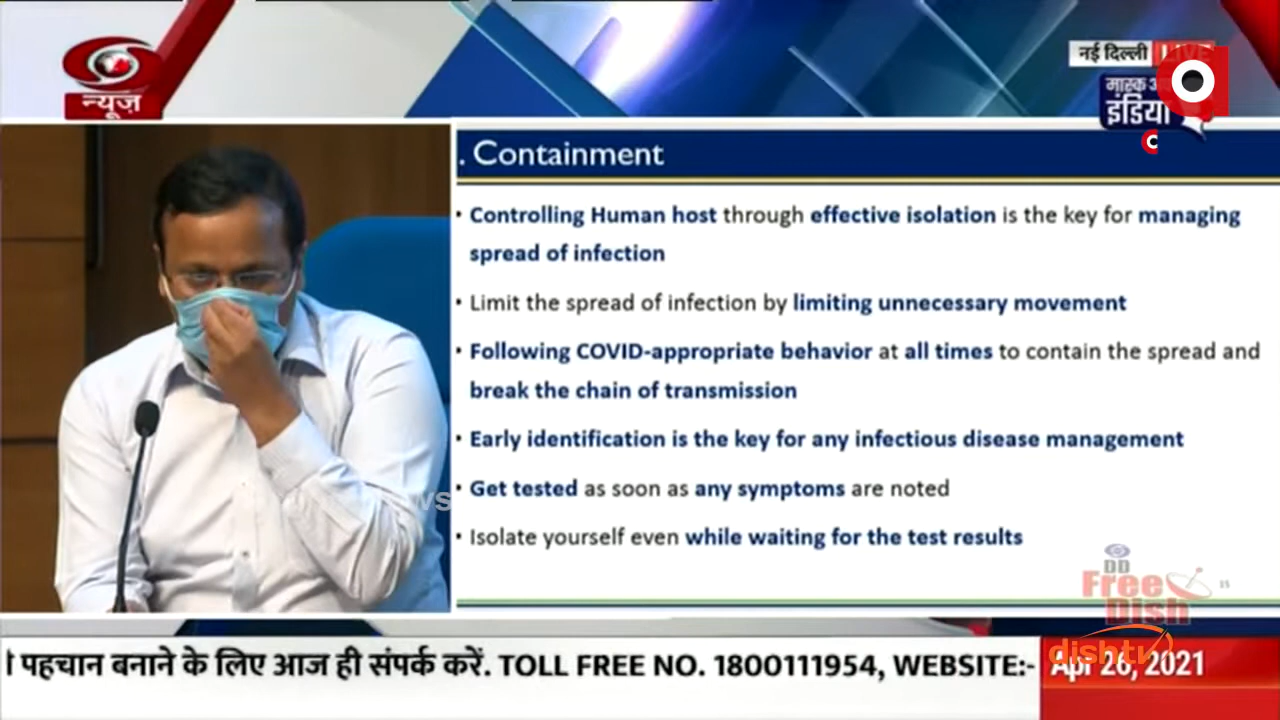 न्यूज़
नई दिल्ली LIVE
मास्क
इंडिया
. Containment
• Controlling Human host through effective isolation is the key for managing
spread of infection
• Limit the spread of infection by limiting unnecessary movement
• Following COVID-appropriate behavior at all times to contain the spread and
break the chain of transmission
• Early identification is the key for any infectious disease management
• Get tested as soon as any symptoms are noted
• Isolate yourself even while waiting for the test results
DD
Free
Dish
15
पहचान बनाने के लिए आज ही संपर्क करें. TOLL FREE NO. 1800111954, WEBSITE:-
dishtv
Apr 26, 2021